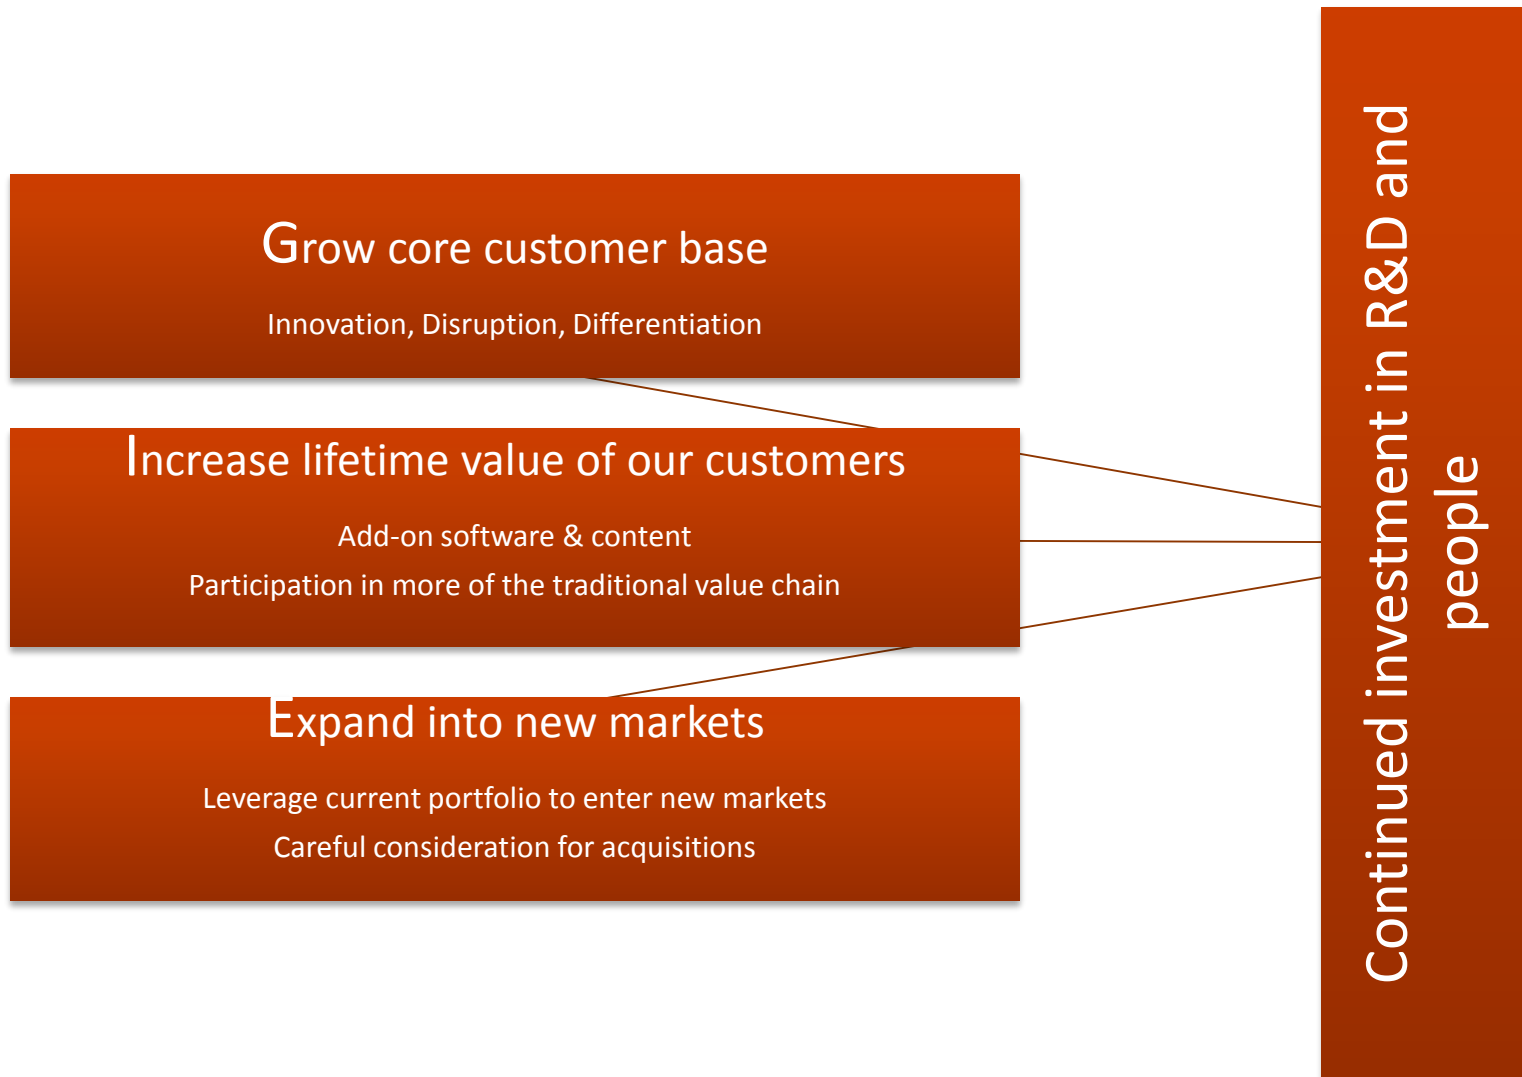 Grow core customer base
Innovation, Disruption, Differentiation
Increase lifetime value of our customers
Add-on software & content
Participation in more of the traditional value chain
Expand into new markets
Leverage current portfolio to enter new markets
Careful consideration for acquisitions
Continued investment in R&D and
people